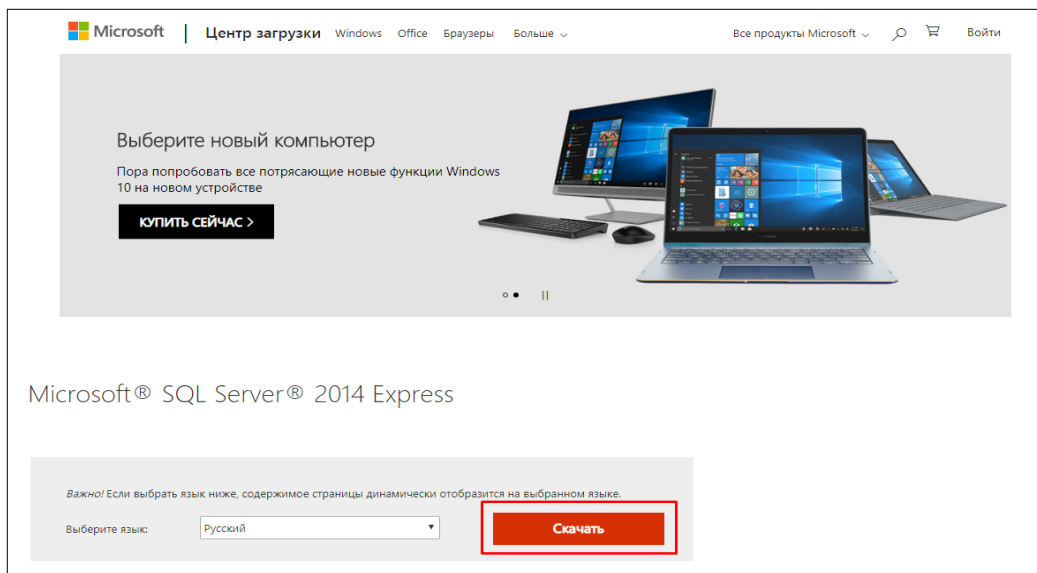 Microsoft Центр загрузки Windows Office Браузеры Больше Все продукты Microsoft Войти
Выберите новый компьютер
Пора попробовать все потрясающие новые функции Windows
10 на новом устройстве
КУПИТЬ СЕЙЧАС >
Microsoft® SQL Server® 2014 Express
Важно! Если выбрать язык ниже, содержимое страницы динамически отобразится на выбранном языке.
Выберите язык: Русский Скачать